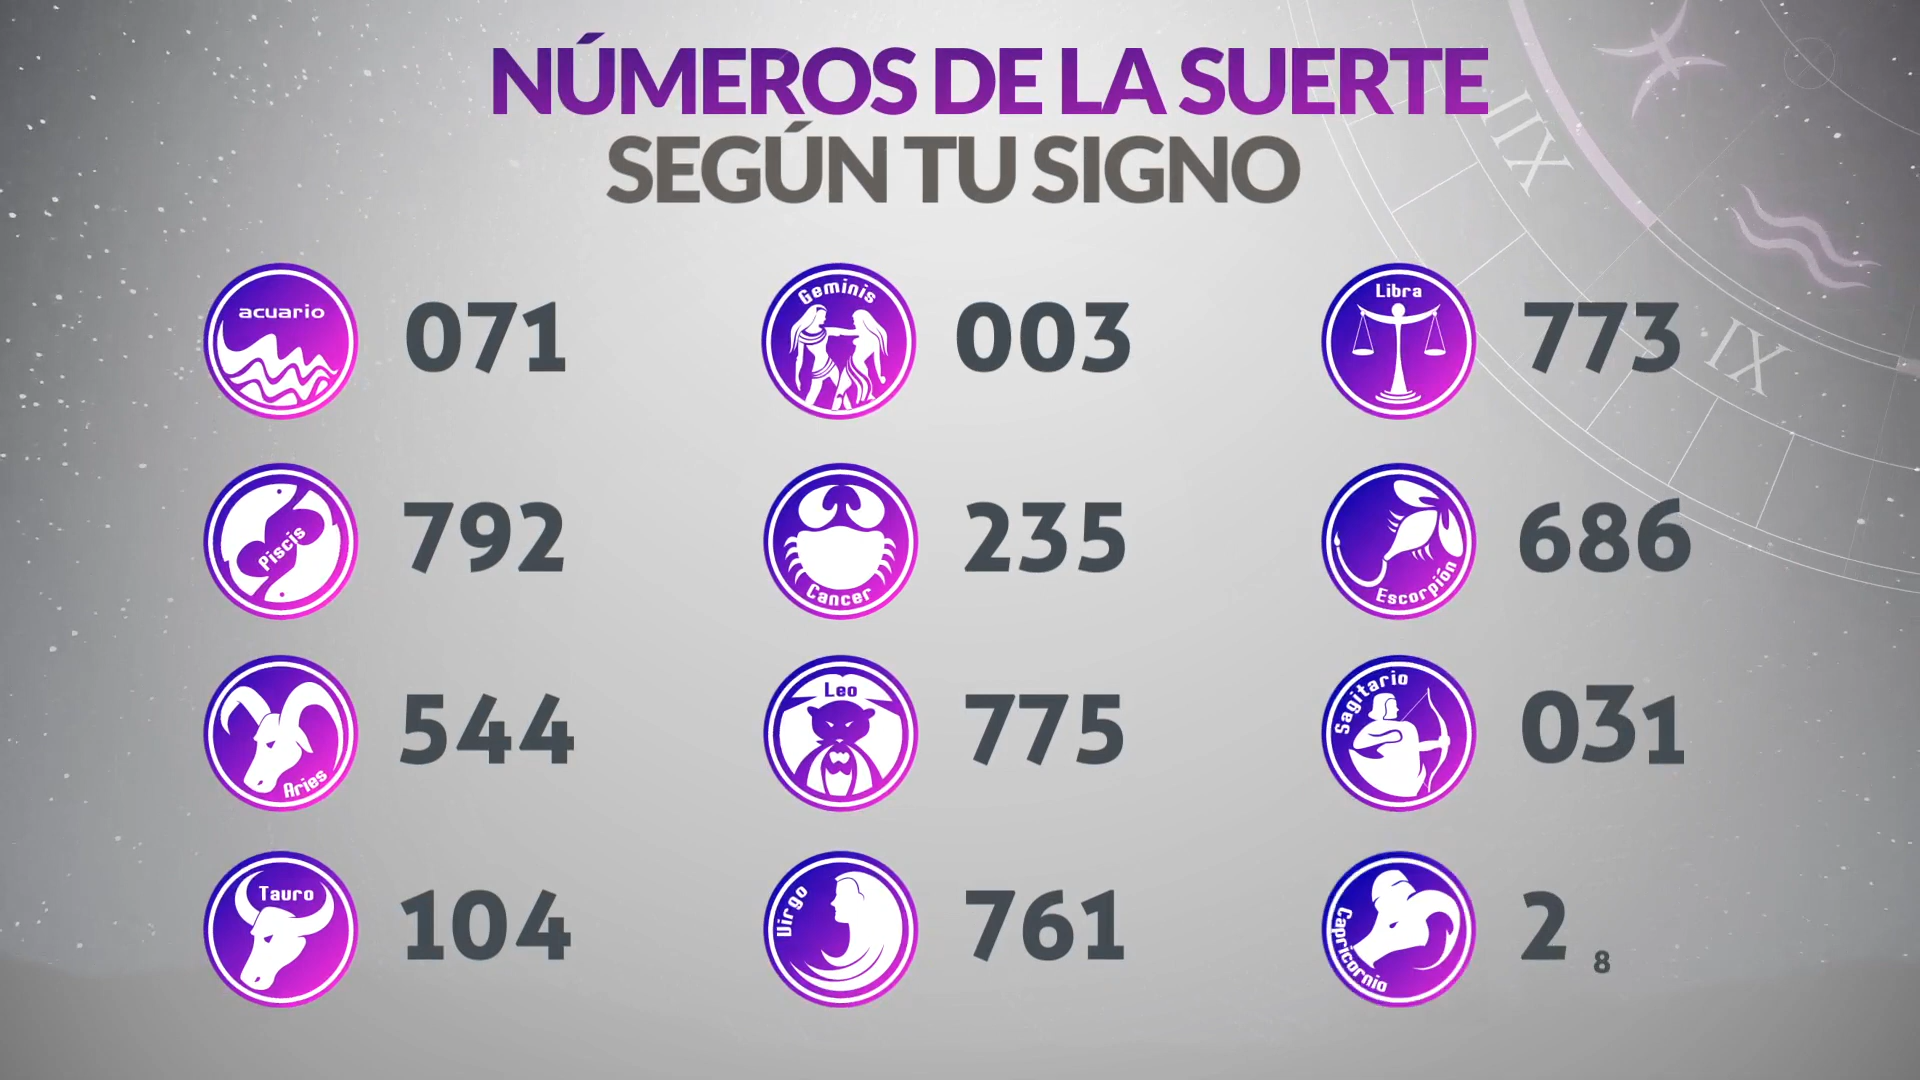 NÚMEROS DE LA SUERTE
SEGÚN TU SIGNO
acuario 071
Geminis 003
Libra 773
Piscis 792
Cancer 235
Escorpión 686
Aries 544
Leo 775
Sagitario 031
Tauro 104
Virgo 761
Capricornio 2 8
XII
XI